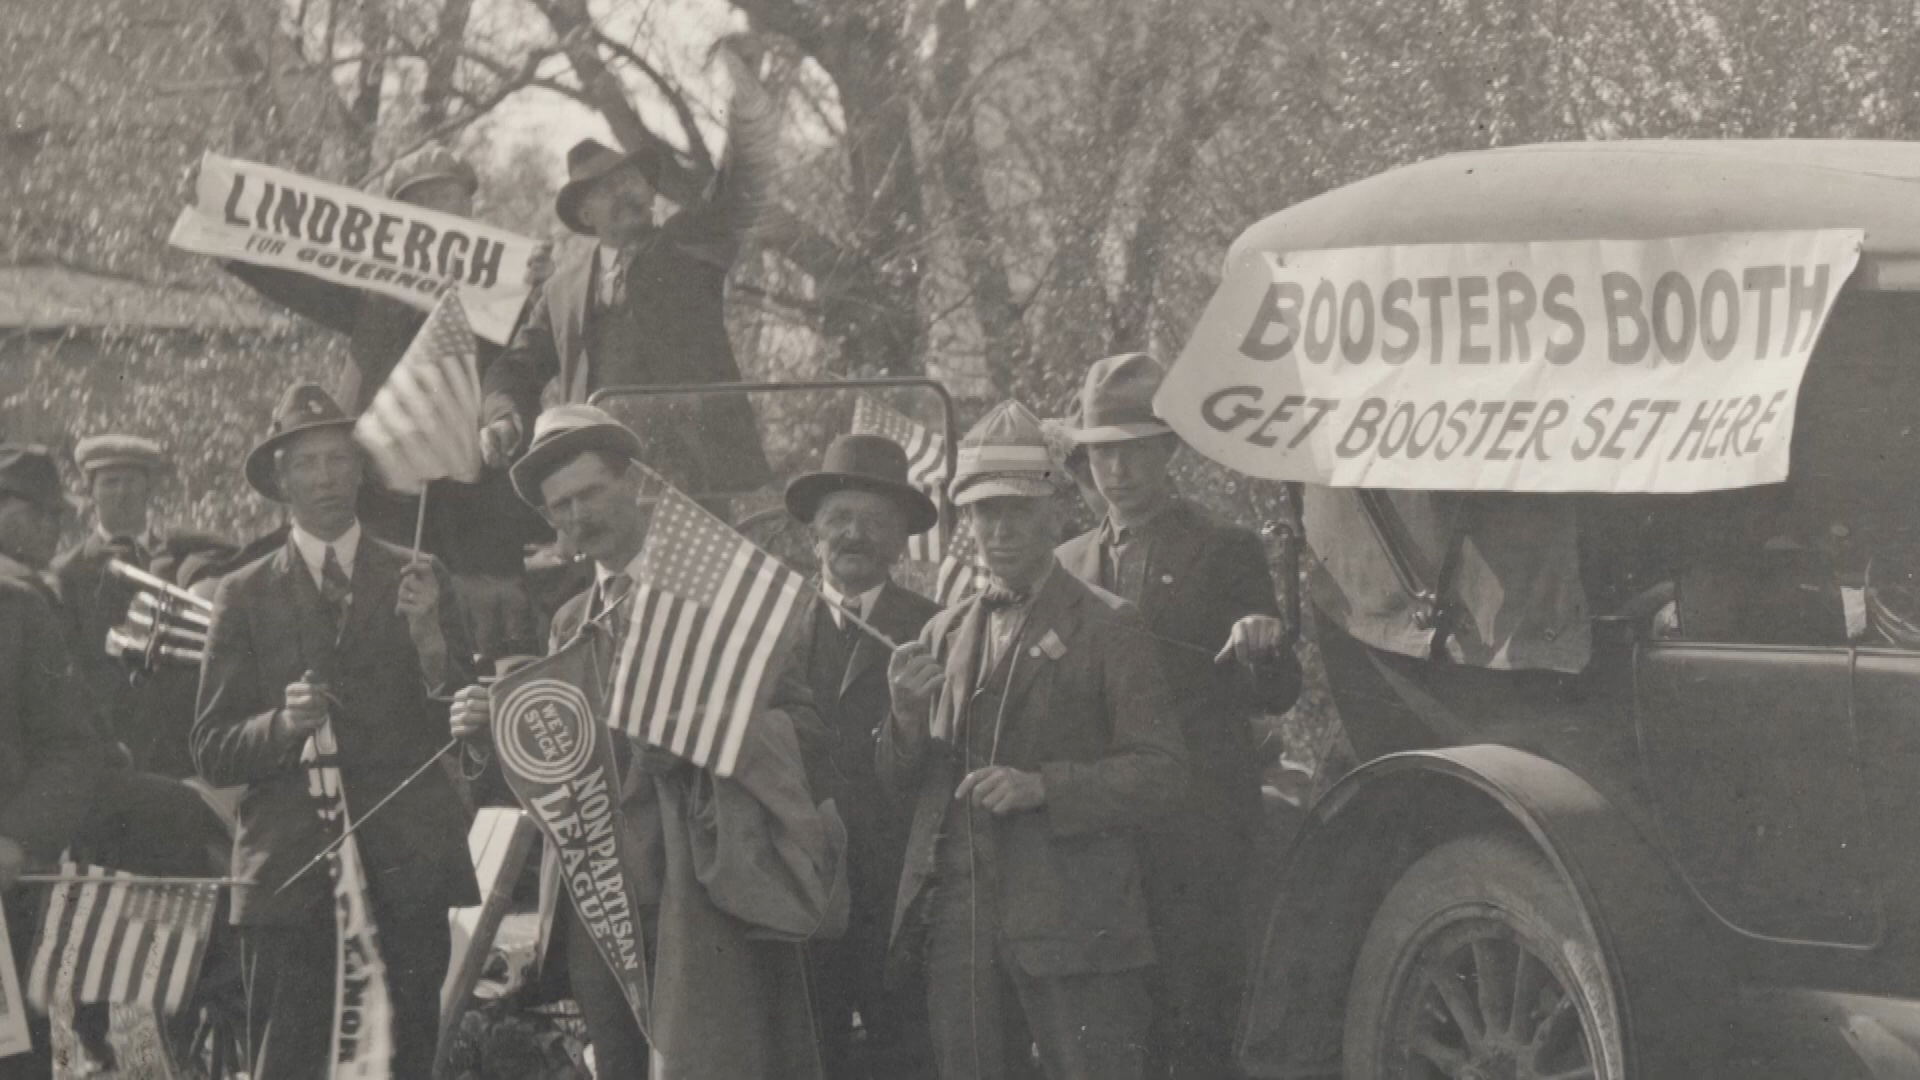 LINDBERGH
FOR GOVERNOR
BOOSTERS BOOTH
GET BOOSTER SET HERE
WE'LL
STICK
NONPARTISAN
LEAGUE...